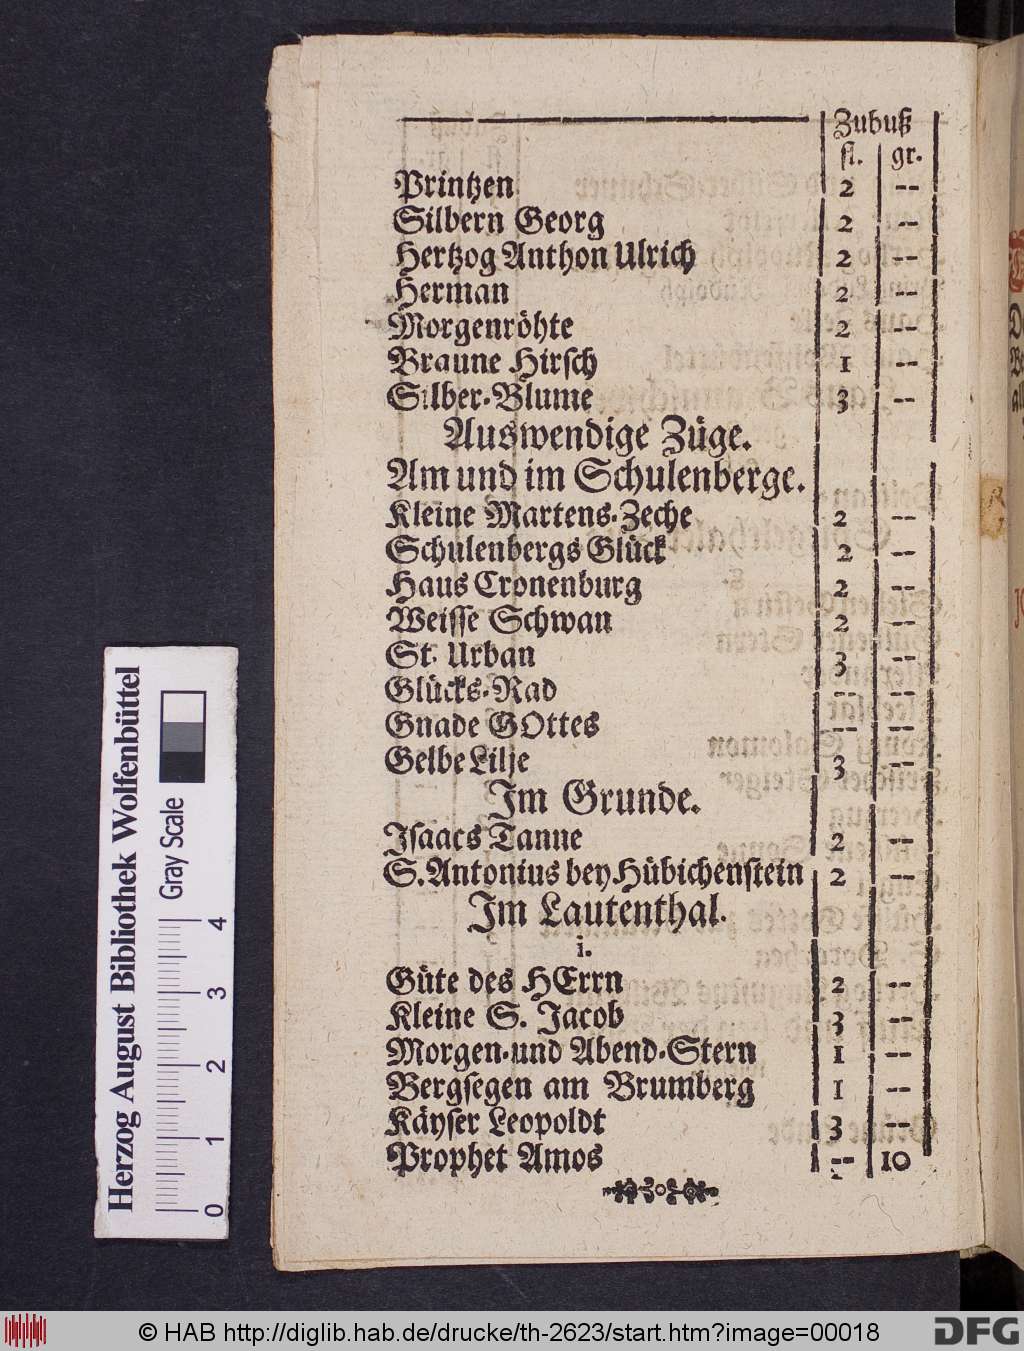 Zubuß
fl. gr.
Printzen 2 --
Silbern Georg 2 --
Hertzog Anthon Ulrich 2 --
Herman 2 --
Morgenröhte 2 --
Braune Hirsch 1 --
Silber-Blume 3 --
Auswendige Züge.
Am und im Schulenberge.
Kleine Martens-Zeche 2 --
Schulenbergs Glück 2 --
Haus Cronenburg 2 --
Weisse Schwan 2 --
St. Urban 3 --
Glücks-Rad -- --
Gnade GOttes -- --
Gelbe Lilje 3 --
Im Grunde.
Isaacs Tanne 2 --
S. Antonius bey Hübichenstein 2 --
Im Lautenthal.
i.
Güte des HErrn 2 --
Kleine S. Jacob 3 --
Morgen-und Abend-Stern 1 --
Bergsegen am Brumberg 1 --
Käyser Leopoldt 3 --
Prophet Amos -- 10
Herzog August Bibliothek Wolfenbüttel
Gray Scale
0 1 2 3 4
© HAB http://diglib.hab.de/drucke/th-2623/start.htm?image=00018
DFG